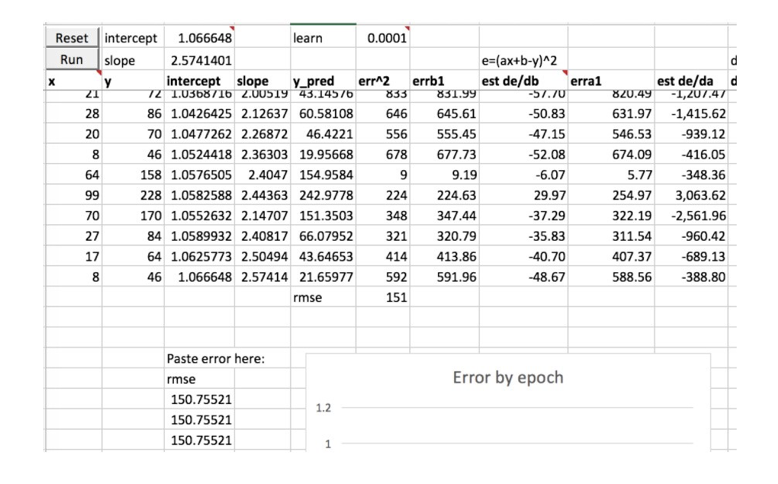 Reset intercept 1.066648 learn 0.0001
Run slope 2.5741401 e=(ax+b-y)^2 d
x y intercept slope y_pred err^2 errb1 est de/db erra1 est de/da d
21 72 1.0368716 2.00519 43.14576 833 831.99 -57.70 820.49 -1,207.47
28 86 1.0426425 2.12637 60.58108 646 645.61 -50.83 631.97 -1,415.62
20 70 1.0477262 2.26872 46.4221 556 555.45 -47.15 546.53 -939.12
8 46 1.0524418 2.36303 19.95668 678 677.73 -52.08 674.09 -416.05
64 158 1.0576505 2.4047 154.9584 9 9.19 -6.07 5.77 -348.36
99 228 1.0582588 2.44363 242.9778 224 224.63 29.97 254.97 3,063.62
70 170 1.0552632 2.14707 151.3503 348 347.44 -37.29 322.19 -2,561.96
27 84 1.0589932 2.40817 66.07952 321 320.79 -35.83 311.54 -960.42
17 64 1.0625773 2.50494 43.64653 414 413.86 -40.70 407.37 -689.13
8 46 1.066648 2.57414 21.65977 592 591.96 -48.67 588.56 -388.80
rmse 151
Paste error here:
rmse
150.75521
150.75521
150.75521
Error by epoch
1.2
1